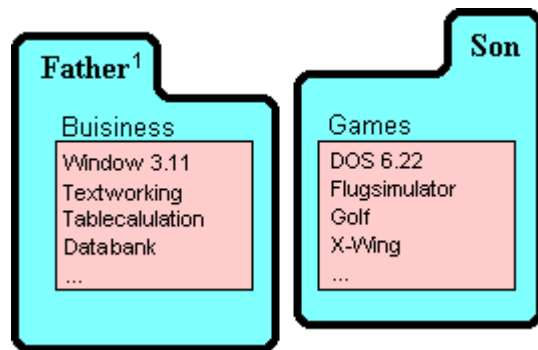 Father¹
Buisiness
Window 3.11
Textworking
Tablecalulation
Databank
...
Son
Games
DOS 6.22
Flugsimulator
Golf
X-Wing
...